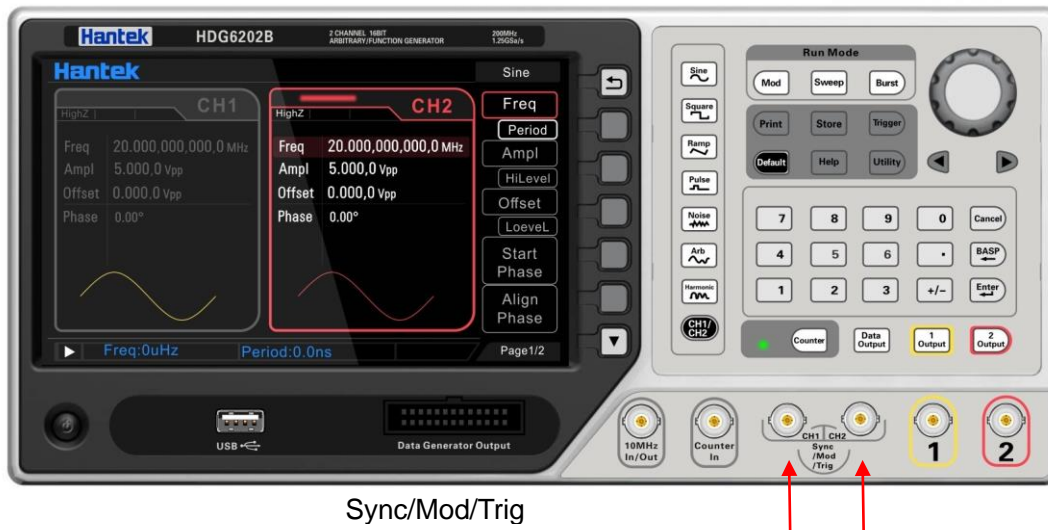 Hantek HDG6202B 2 CHANNEL 16BIT ARBITRARY/FUNCTION GENERATOR 200MHz 1.25GSa/s
Hantek
Sine
CH1
HighZ
Freq 20.000,000,000,0 MHz
Ampl 5.000,0 Vpp
Offset 0.000,0 Vpp
Phase 0.00°
CH2
HighZ
Freq 20.000,000,000,0 MHz
Ampl 5.000,0 Vpp
Offset 0.000,0 Vpp
Phase 0.00°
Freq
Period
Ampl
HiLevel
Offset
LoeveL
Start
Phase
Align
Phase
Freq:0uHz Period:0.0ns Page1/2
Sine
Square
Ramp
Pulse
Noise
Arb
Harmonic
CH1/
CH2
Run Mode
Mod Sweep Burst
Print Store Trigger
Default Help Utility
7 8 9 0 Cancel
4 5 6 . BASP
1 2 3 +/- Enter
Counter
Data
Output
1
Output
2
Output
USB
Data Generator Output
10MHz
In/Out
Counter
In
CH1 CH2
Sync
/Mod
/Trig
1
2
Sync/Mod/Trig